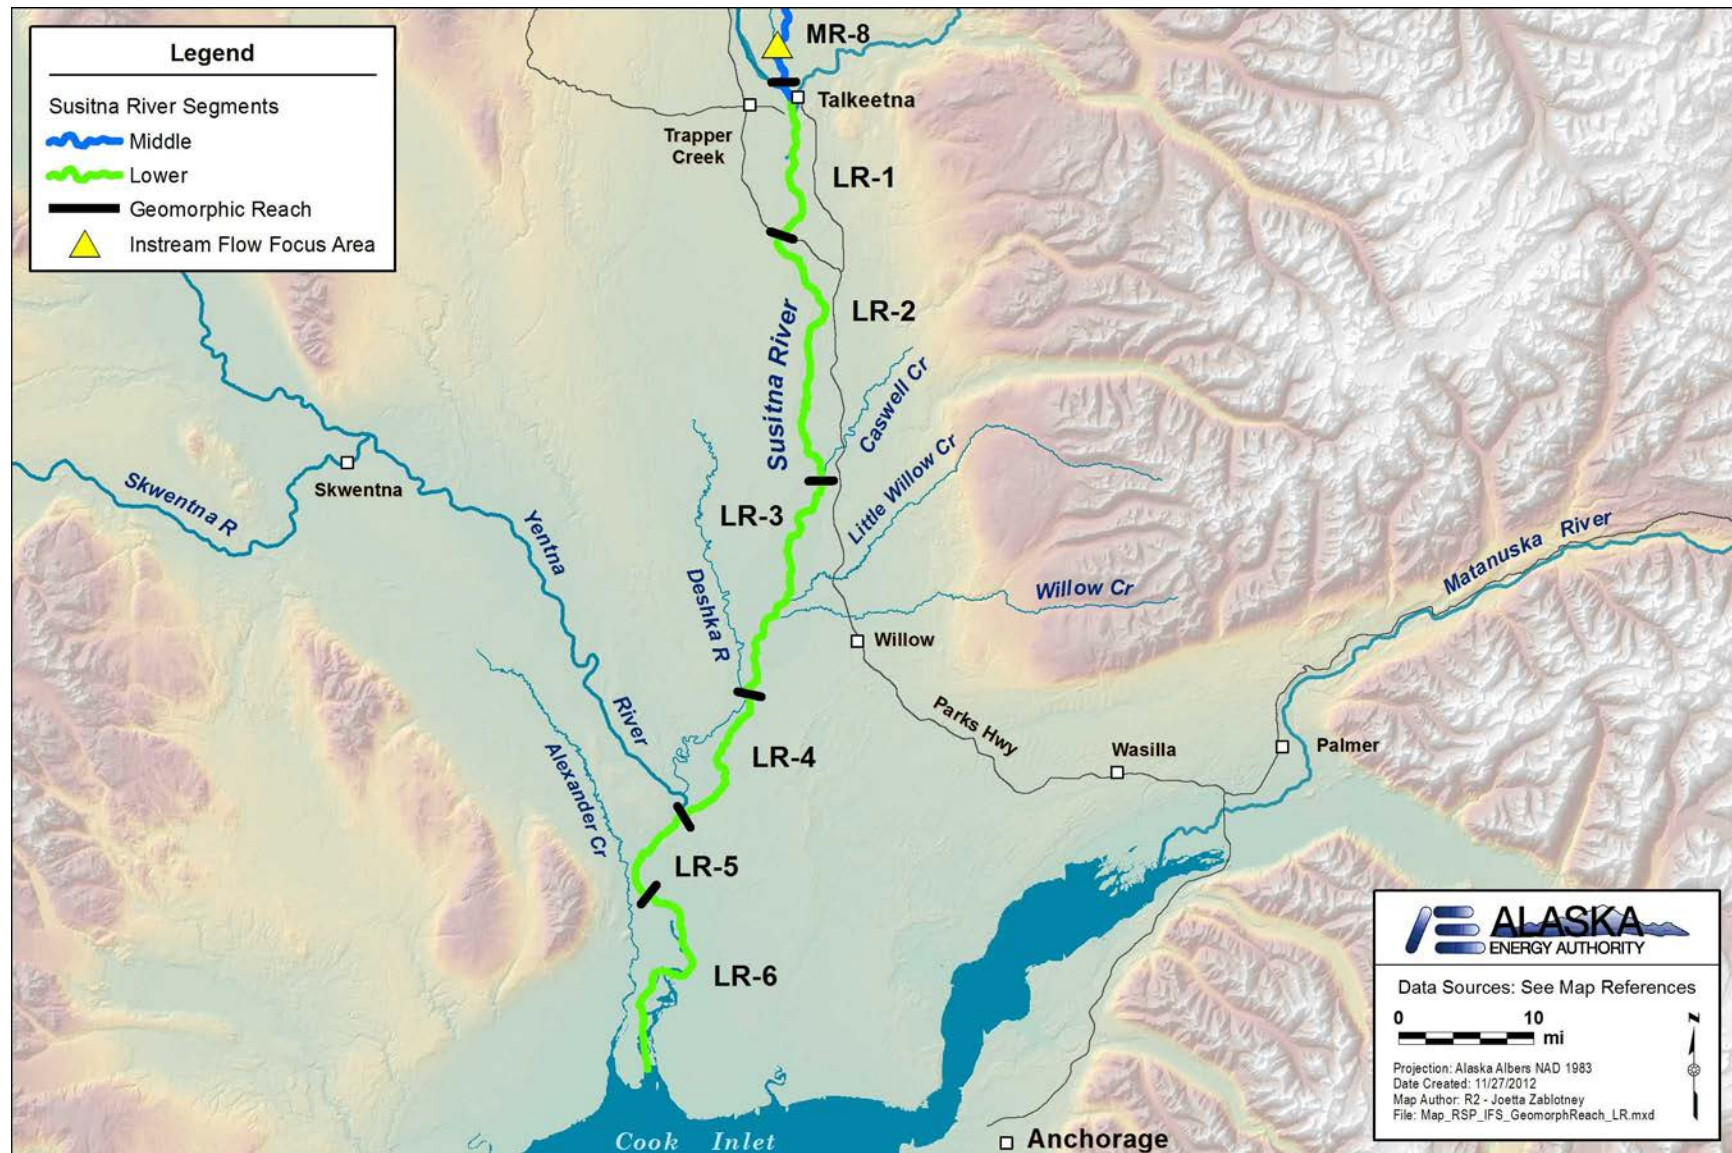 Legend
Susitna River Segments
Middle
Lower
Geomorphic Reach
Instream Flow Focus Area
MR-8
Talkeetna
Trapper
Creek
LR-1
LR-2
Susitna River
Caswell Cr
Little Willow Cr
Skwentna
Skwentna R
Yentna
River
LR-3
Deshka R
Willow Cr
Matanuska River
Willow
Parks Hwy
Wasilla
Palmer
LR-4
Alexander Cr
LR-5
LR-6
Cook Inlet
Anchorage
ALASKA
ENERGY AUTHORITY
Data Sources: See Map References
0 10
mi
N
Projection: Alaska Albers NAD 1983
Date Created: 11/27/2012
Map Author: R2 - Joetta Zablotney
File: Map_RSP_IFS_GeomorphReach_LR.mxd